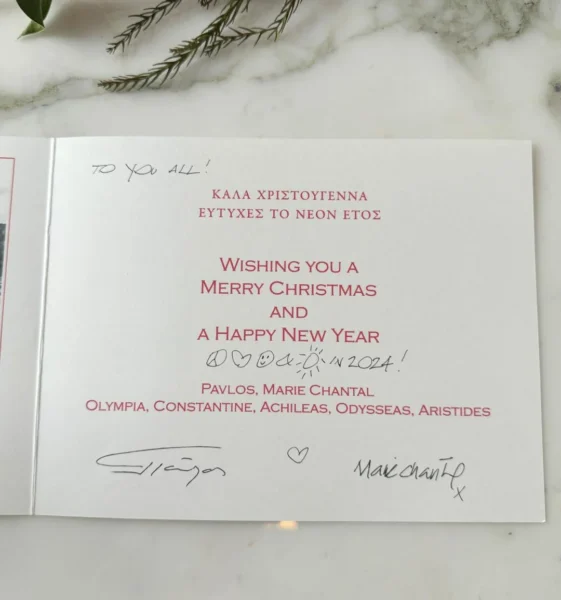 TO YOU ALL!
ΚΑΛΑ ΧΡΙΣΤΟΥΓΕΝΝΑ
ΕΥΤΥΧΕΣ ΤΟ ΝΕΟΝ ΕΤΟΣ
WISHING YOU A
MERRY CHRISTMAS
AND
A HAPPY NEW YEAR
& IN 2024!
PAVLOS, MARIE CHANTAL
OLYMPIA, CONSTANTINE, ACHILEAS, ODYSSEAS, ARISTIDES
Marie chantal
x